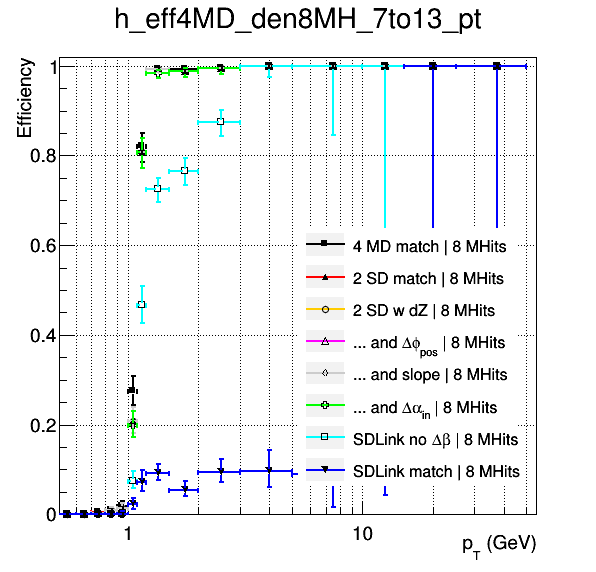 h_eff4MD_den8MH_7to13_pt
Efficiency
1
0.8
0.6
0.4
0.2
0
4 MD match | 8 MHits
2 SD match | 8 MHits
2 SD w dZ | 8 MHits
... and Δϕpos | 8 MHits
... and slope | 8 MHits
... and Δαin | 8 MHits
SDLink no Δβ | 8 MHits
SDLink match | 8 MHits
1
10
pT (GeV)